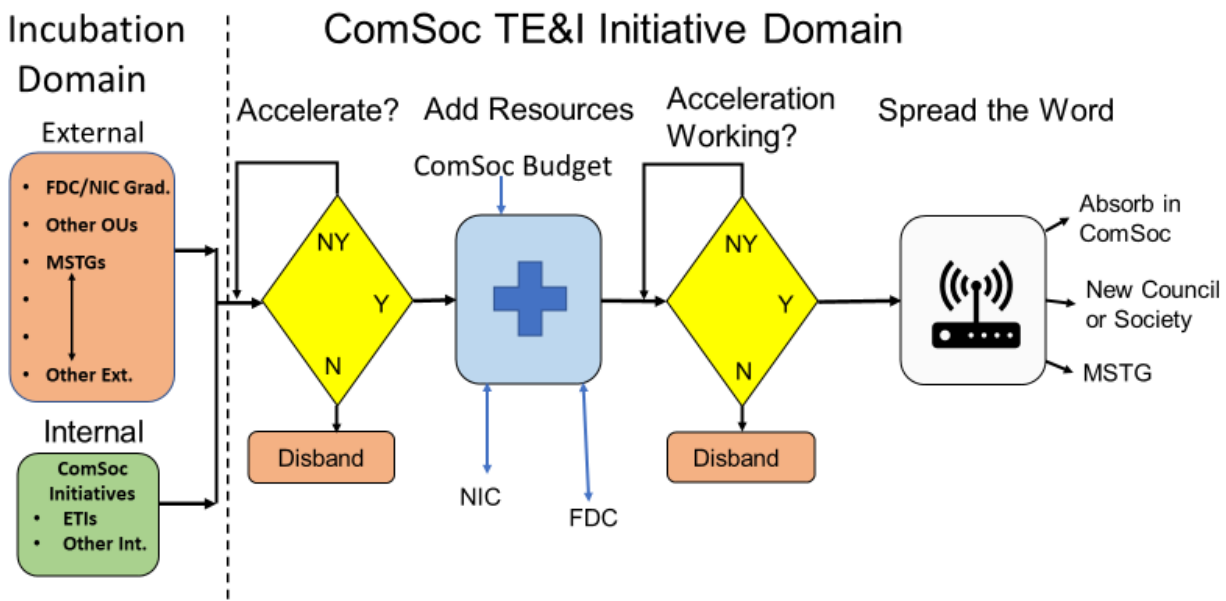 Incubation
Domain
External
• FDC/NIC Grad.
• Other OUs
• MSTGs
•
•
• Other Ext.
Internal
ComSoc
Initiatives
• ETIs
• Other Int.
ComSoc TE&I Initiative Domain
Accelerate?
NY
Y
N
Disband
Add Resources
ComSoc Budget
NIC
FDC
Acceleration
Working?
NY
Y
N
Disband
Spread the Word
Absorb in
ComSoc
New Council
or Society
MSTG